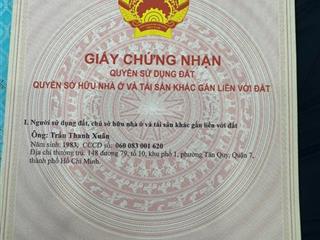 GIẤY CHỨNG NHẬN
QUYỀN SỬ DỤNG ĐẤT
QUYỀN SỞ HỮU NHÀ Ở VÀ TÀI SẢN KHÁC GẮN LIỀN VỚI ĐẤT
I. Người sử dụng đất, chủ sở hữu nhà ở và tài sản khác gắn liền với đất
Ông: Trần Thanh Xuân
Năm sinh: 1983, CCCD số: 060 083 001 620
Địa chỉ thường trú: 148 đường 79, tổ 10, khu phố 1, phường Tân Quy, Quận 7,
thành phố Hồ Chí Minh.